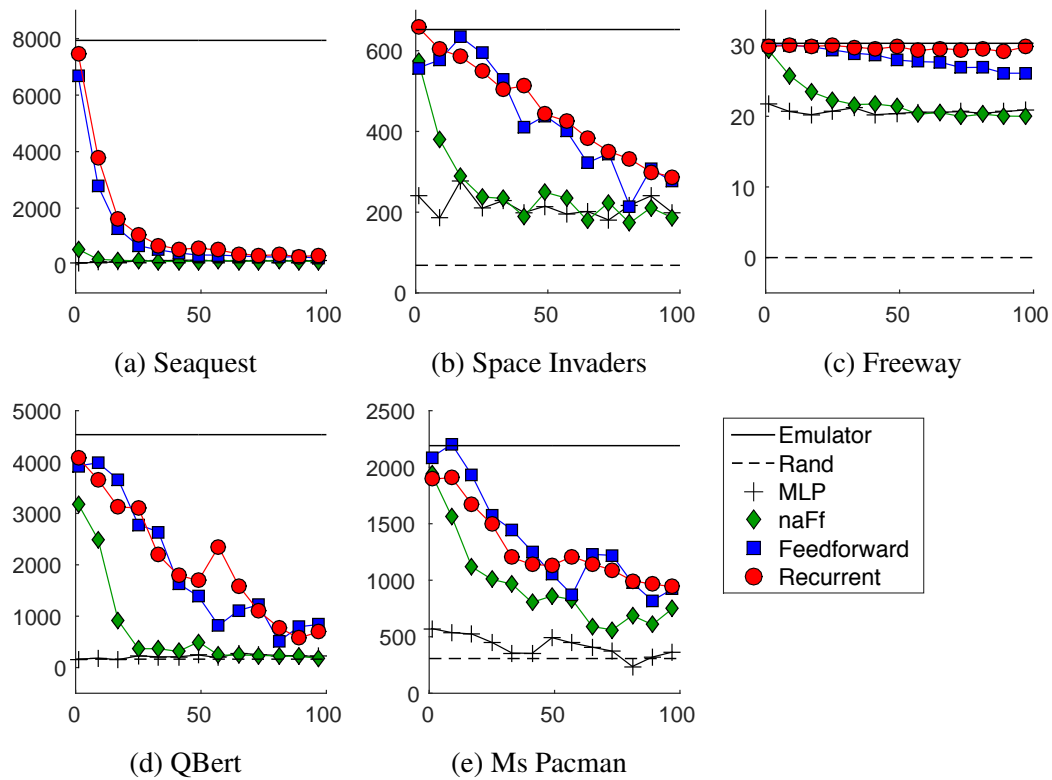 8000
6000
4000
2000
0
0 50 100
(a) Seaquest
600
400
200
0
0 50 100
(b) Space Invaders
30
20
10
0
0 50 100
(c) Freeway
5000
4000
3000
2000
1000
0
0 50 100
(d) QBert
2500
2000
1500
1000
500
0
0 50 100
(e) Ms Pacman
Emulator
Rand
MLP
naFf
Feedforward
Recurrent